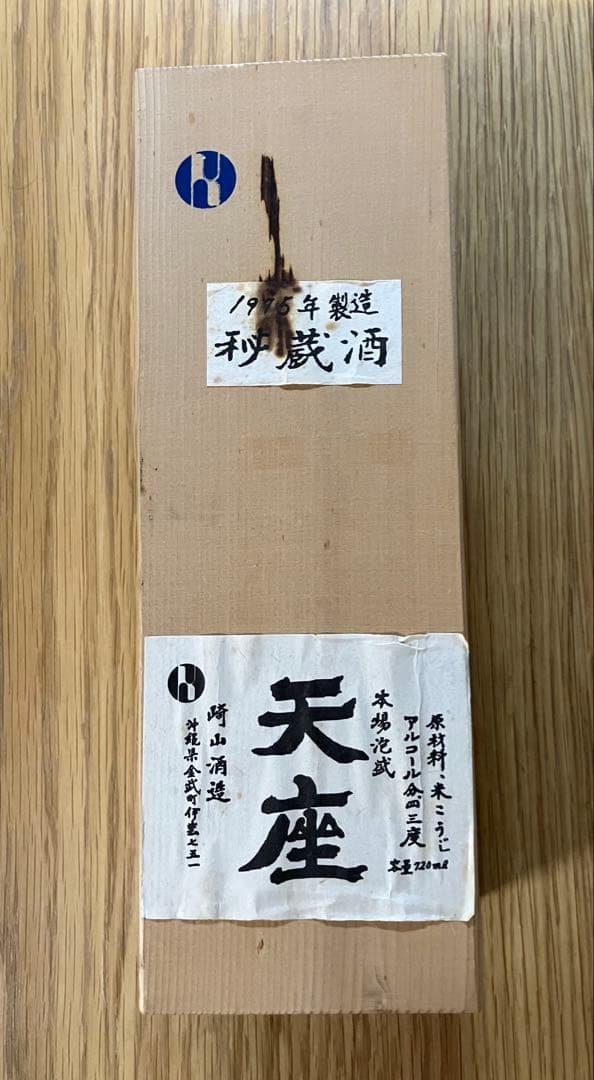 1975年製造
秘蔵酒
原材料、米こうじ
アルコール分、四三度
容量720ml
本場泡盛
天座
崎山酒造
沖縄県金武町伊芸七五一